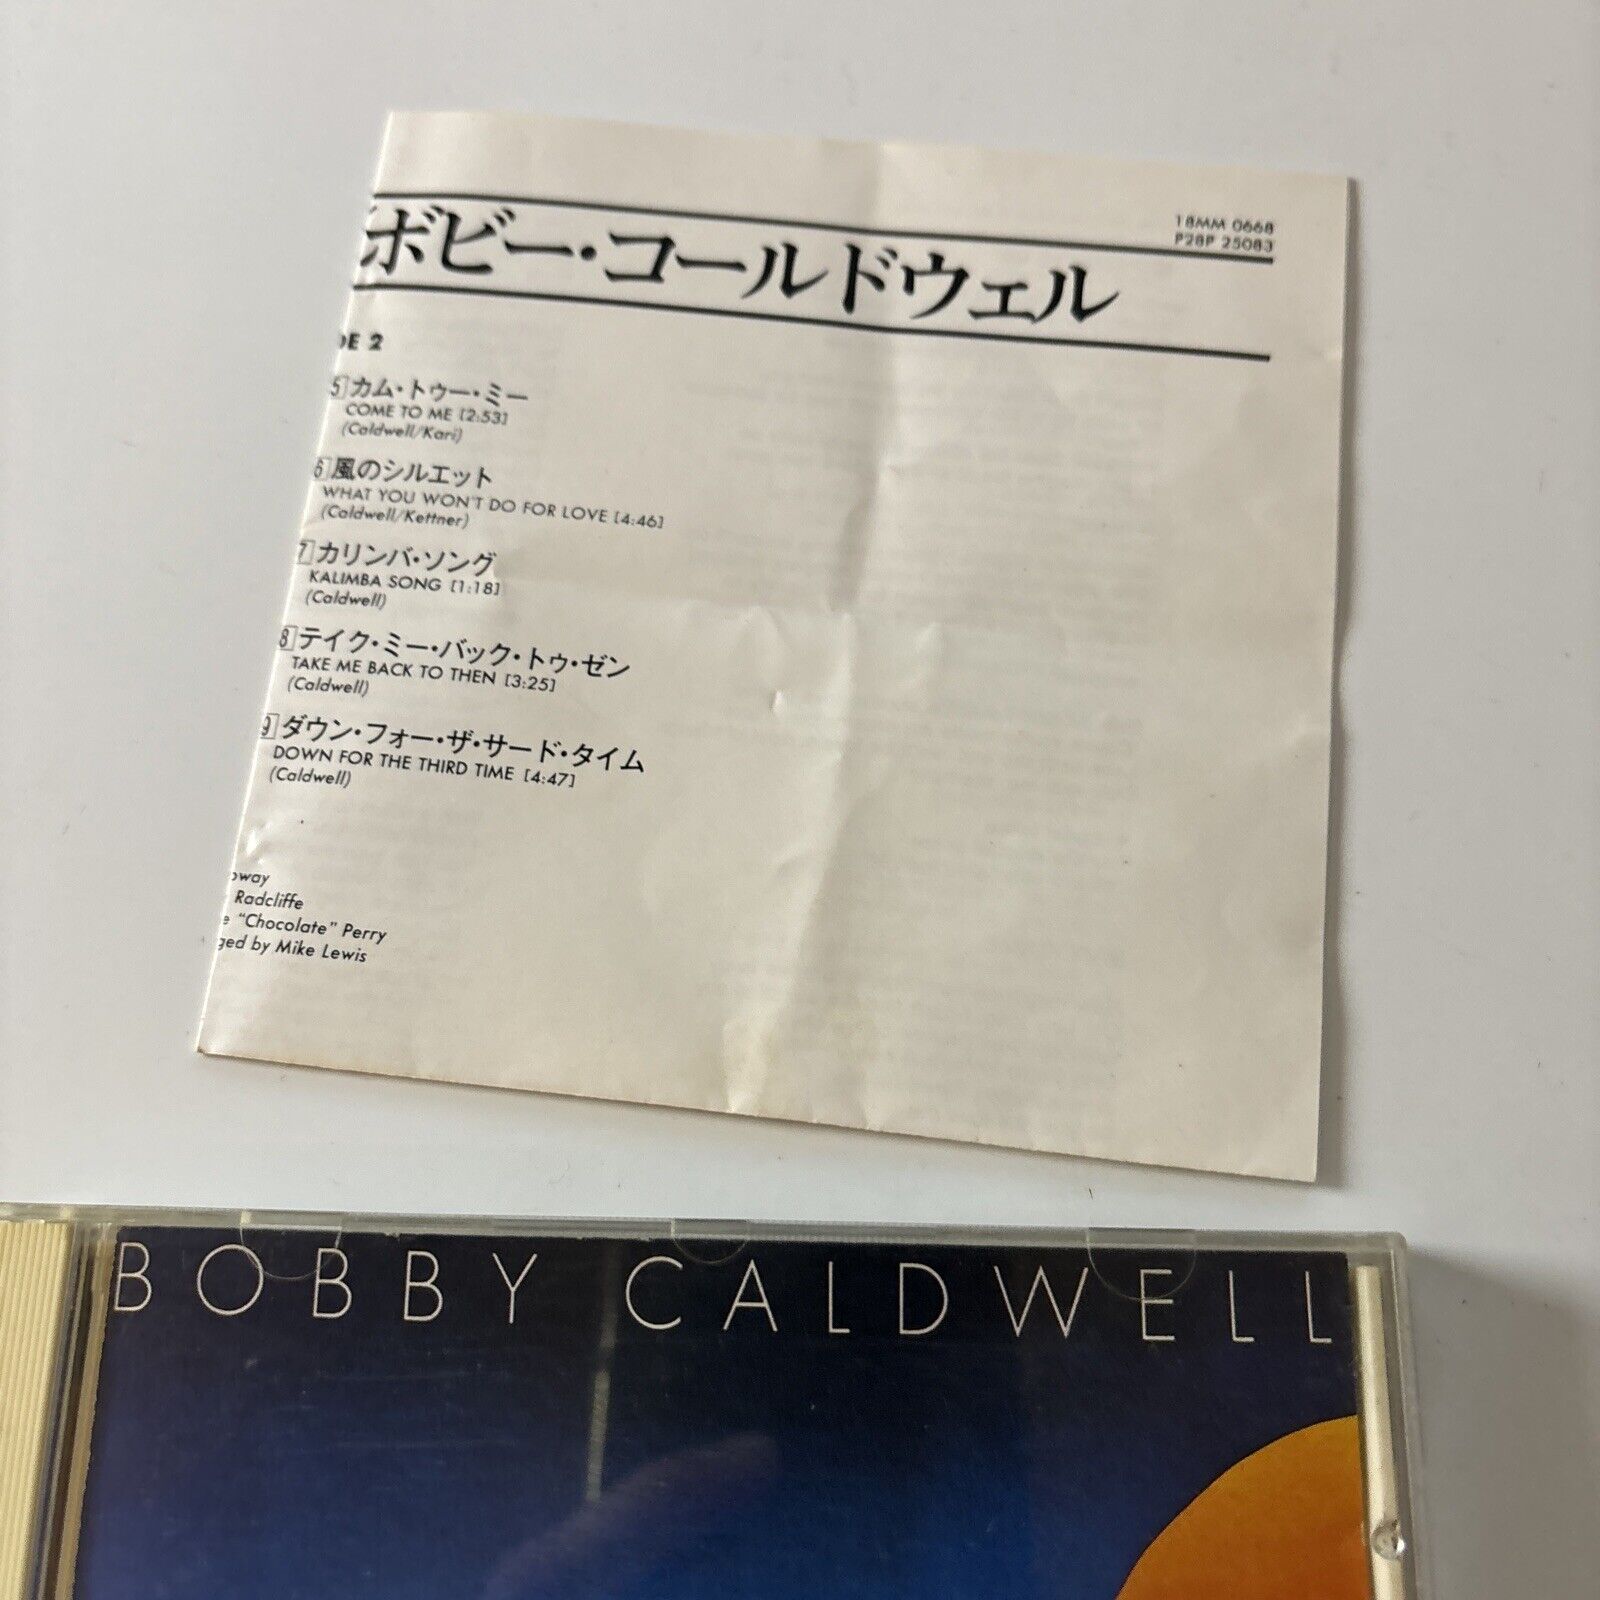 18MM 0668
P28P 25083
ボビー・コールドウェル
DE 2
5 カム・トゥー・ミー
COME TO ME [2:53]
(Caldwell/Kari)
6 風のシルエット
WHAT YOU WON'T DO FOR LOVE [4:46]
(Caldwell/Kettner)
7 カリンバ・ソング
KALIMBA SONG [1:18]
(Caldwell)
8 テイク・ミー・バック・トゥ・ゼン
TAKE ME BACK TO THEN [3:25]
(Caldwell)
9 ダウン・フォー・ザ・サード・タイム
DOWN FOR THE THIRD TIME [4:47]
(Caldwell)
oway
Radcliffe
e "Chocolate" Perry
ged by Mike Lewis
BOBBY CALDWELL